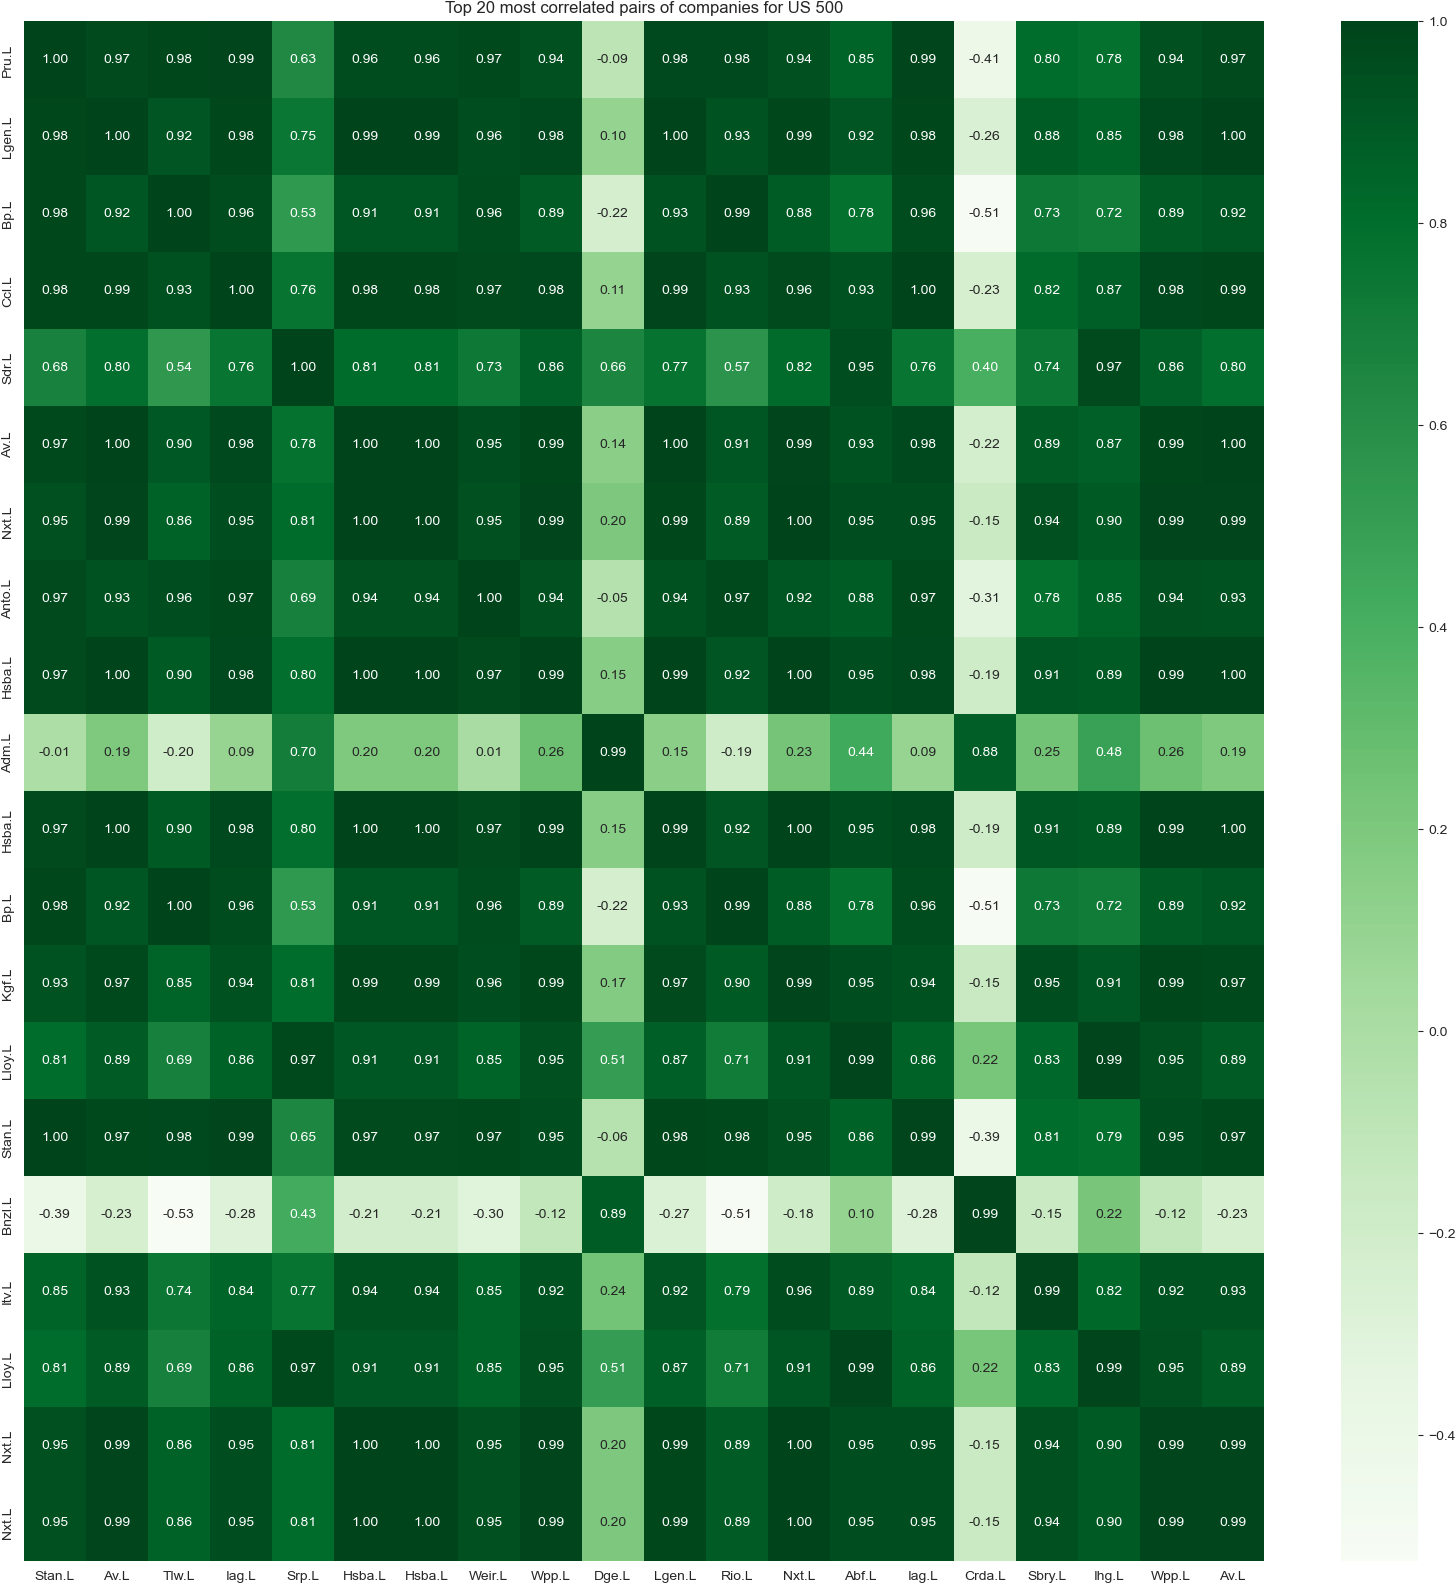 Top 20 most correlated pairs of companies for US 500
Pru.L 1.00 0.97 0.98 0.99 0.63 0.96 0.96 0.97 0.94 -0.09 0.98 0.98 0.94 0.85 0.99 -0.41 0.80 0.78 0.94 0.97
Lgen.L 0.98 1.00 0.92 0.98 0.75 0.99 0.99 0.96 0.98 0.10 1.00 0.93 0.99 0.92 0.98 -0.26 0.88 0.85 0.98 1.00
Bp.L 0.98 0.92 1.00 0.96 0.53 0.91 0.91 0.96 0.89 -0.22 0.93 0.99 0.88 0.78 0.96 -0.51 0.73 0.72 0.89 0.92
Ccl.L 0.98 0.99 0.93 1.00 0.76 0.98 0.98 0.97 0.98 0.11 0.99 0.93 0.96 0.93 1.00 -0.23 0.82 0.87 0.98 0.99
Sdr.L 0.68 0.80 0.54 0.76 1.00 0.81 0.81 0.73 0.86 0.66 0.77 0.57 0.82 0.95 0.76 0.40 0.74 0.97 0.86 0.80
Av.L 0.97 1.00 0.90 0.98 0.78 1.00 1.00 0.95 0.99 0.14 1.00 0.91 0.99 0.93 0.98 -0.22 0.89 0.87 0.99 1.00
Nxt.L 0.95 0.99 0.86 0.95 0.81 1.00 1.00 0.95 0.99 0.20 0.99 0.89 1.00 0.95 0.95 -0.15 0.94 0.90 0.99 0.99
Anto.L 0.97 0.93 0.96 0.97 0.69 0.94 0.94 1.00 0.94 -0.05 0.94 0.97 0.92 0.88 0.97 -0.31 0.78 0.85 0.94 0.93
Hsba.L 0.97 1.00 0.90 0.98 0.80 1.00 1.00 0.97 0.99 0.15 0.99 0.92 1.00 0.95 0.98 -0.19 0.91 0.89 0.99 1.00
Adm.L -0.01 0.19 -0.20 0.09 0.70 0.20 0.20 0.01 0.26 0.99 0.15 -0.19 0.23 0.44 0.09 0.88 0.25 0.48 0.26 0.19
Hsba.L 0.97 1.00 0.90 0.98 0.80 1.00 1.00 0.97 0.99 0.15 0.99 0.92 1.00 0.95 0.98 -0.19 0.91 0.89 0.99 1.00
Bp.L 0.98 0.92 1.00 0.96 0.53 0.91 0.91 0.96 0.89 -0.22 0.93 0.99 0.88 0.78 0.96 -0.51 0.73 0.72 0.89 0.92
Kgf.L 0.93 0.97 0.85 0.94 0.81 0.99 0.99 0.96 0.99 0.17 0.97 0.90 0.99 0.95 0.94 -0.15 0.95 0.91 0.99 0.97
Lloy.L 0.81 0.89 0.69 0.86 0.97 0.91 0.91 0.85 0.95 0.51 0.87 0.71 0.91 0.99 0.86 0.22 0.83 0.99 0.95 0.89
Stan.L 1.00 0.97 0.98 0.99 0.65 0.97 0.97 0.97 0.95 -0.06 0.98 0.98 0.95 0.86 0.99 -0.39 0.81 0.79 0.95 0.97
Bnzl.L -0.39 -0.23 -0.53 -0.28 0.43 -0.21 -0.21 -0.30 -0.12 0.89 -0.27 -0.51 -0.18 0.10 -0.28 0.99 -0.15 0.22 -0.12 -0.23
Itv.L 0.85 0.93 0.74 0.84 0.77 0.94 0.94 0.85 0.92 0.24 0.92 0.79 0.96 0.89 0.84 -0.12 0.99 0.82 0.92 0.93
Lloy.L 0.81 0.89 0.69 0.86 0.97 0.91 0.91 0.85 0.95 0.51 0.87 0.71 0.91 0.99 0.86 0.22 0.83 0.99 0.95 0.89
Nxt.L 0.95 0.99 0.86 0.95 0.81 1.00 1.00 0.95 0.99 0.20 0.99 0.89 1.00 0.95 0.95 -0.15 0.94 0.90 0.99 0.99
Nxt.L 0.95 0.99 0.86 0.95 0.81 1.00 1.00 0.95 0.99 0.20 0.99 0.89 1.00 0.95 0.95 -0.15 0.94 0.90 0.99 0.99
Stan.L Av.L Tlw.L Iag.L Srp.L Hsba.L Hsba.L Weir.L Wpp.L Dge.L Lgen.L Rio.L Nxt.L Abf.L Iag.L Crda.L Sbry.L Ihg.L Wpp.L Av.L
1.0
0.8
0.6
0.4
0.2
0.0
−0.2
−0.4